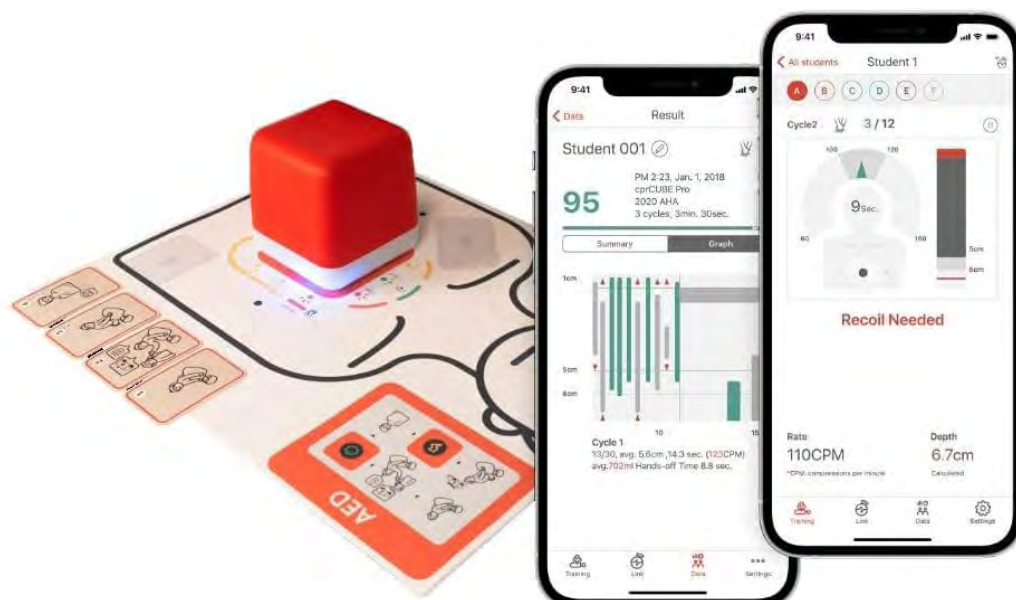 AED
9:41
Data
Result
Student 001
95
PM 2:23, Jan. 1, 2018
cprCUBE Pro
2020 AHA
3 cycles, 3min. 30sec.
Summary
Graph
1cm
5cm
6cm
10
15
Cycle 1
13/30, avg. 5.6cm ,14.3 sec. (123CPM)
avg.702ml Hands-off Time 8.8 sec.
Training
Link
Data
Settings
9:41
All students
Student 1
A
B
C
D
E
F
Cycle2
3 / 12
100
120
60
160
9Sec.
5cm
6cm
Recoil Needed
Rate
Depth
110CPM
6.7cm
*CPM: compressions per minute
Calculated
Training
Link
Data
Settings